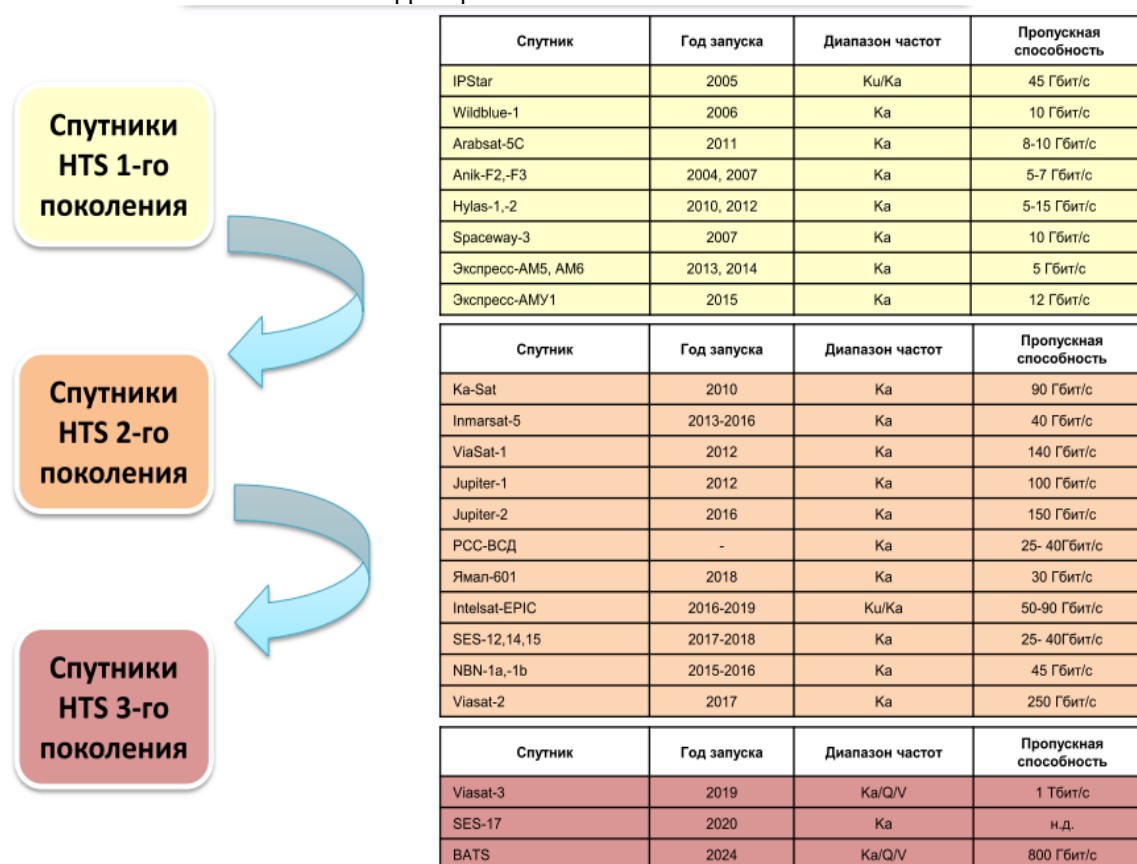 Спутники
HTS 1-го
поколения
Спутник Год запуска Диапазон частот Пропускная способность
IPStar 2005 Ku/Ka 45 Гбит/с
Wildblue-1 2006 Ka 10 Гбит/с
Arabsat-5C 2011 Ka 8-10 Гбит/с
Anik-F2,-F3 2004, 2007 Ka 5-7 Гбит/с
Hylas-1,-2 2010, 2012 Ka 5-15 Гбит/с
Spaceway-3 2007 Ka 10 Гбит/с
Экспресс-АМ5, АМ6 2013, 2014 Ka 5 Гбит/с
Экспресс-АМУ1 2015 Ka 12 Гбит/с
Спутники
HTS 2-го
поколения
Спутник Год запуска Диапазон частот Пропускная способность
Ka-Sat 2010 Ka 90 Гбит/с
Inmarsat-5 2013-2016 Ka 40 Гбит/с
ViaSat-1 2012 Ka 140 Гбит/с
Jupiter-1 2012 Ka 100 Гбит/с
Jupiter-2 2016 Ka 150 Гбит/с
РСС-ВСД - Ka 25- 40Гбит/с
Ямал-601 2018 Ka 30 Гбит/с
Intelsat-EPIC 2016-2019 Ku/Ka 50-90 Гбит/с
SES-12,14,15 2017-2018 Ka 25- 40Гбит/с
NBN-1a,-1b 2015-2016 Ka 45 Гбит/с
Viasat-2 2017 Ka 250 Гбит/с
Спутники
HTS 3-го
поколения
Спутник Год запуска Диапазон частот Пропускная способность
Viasat-3 2019 Ka/Q/V 1 Тбит/с
SES-17 2020 Ka н.д.
BATS 2024 Ka/Q/V 800 Гбит/с